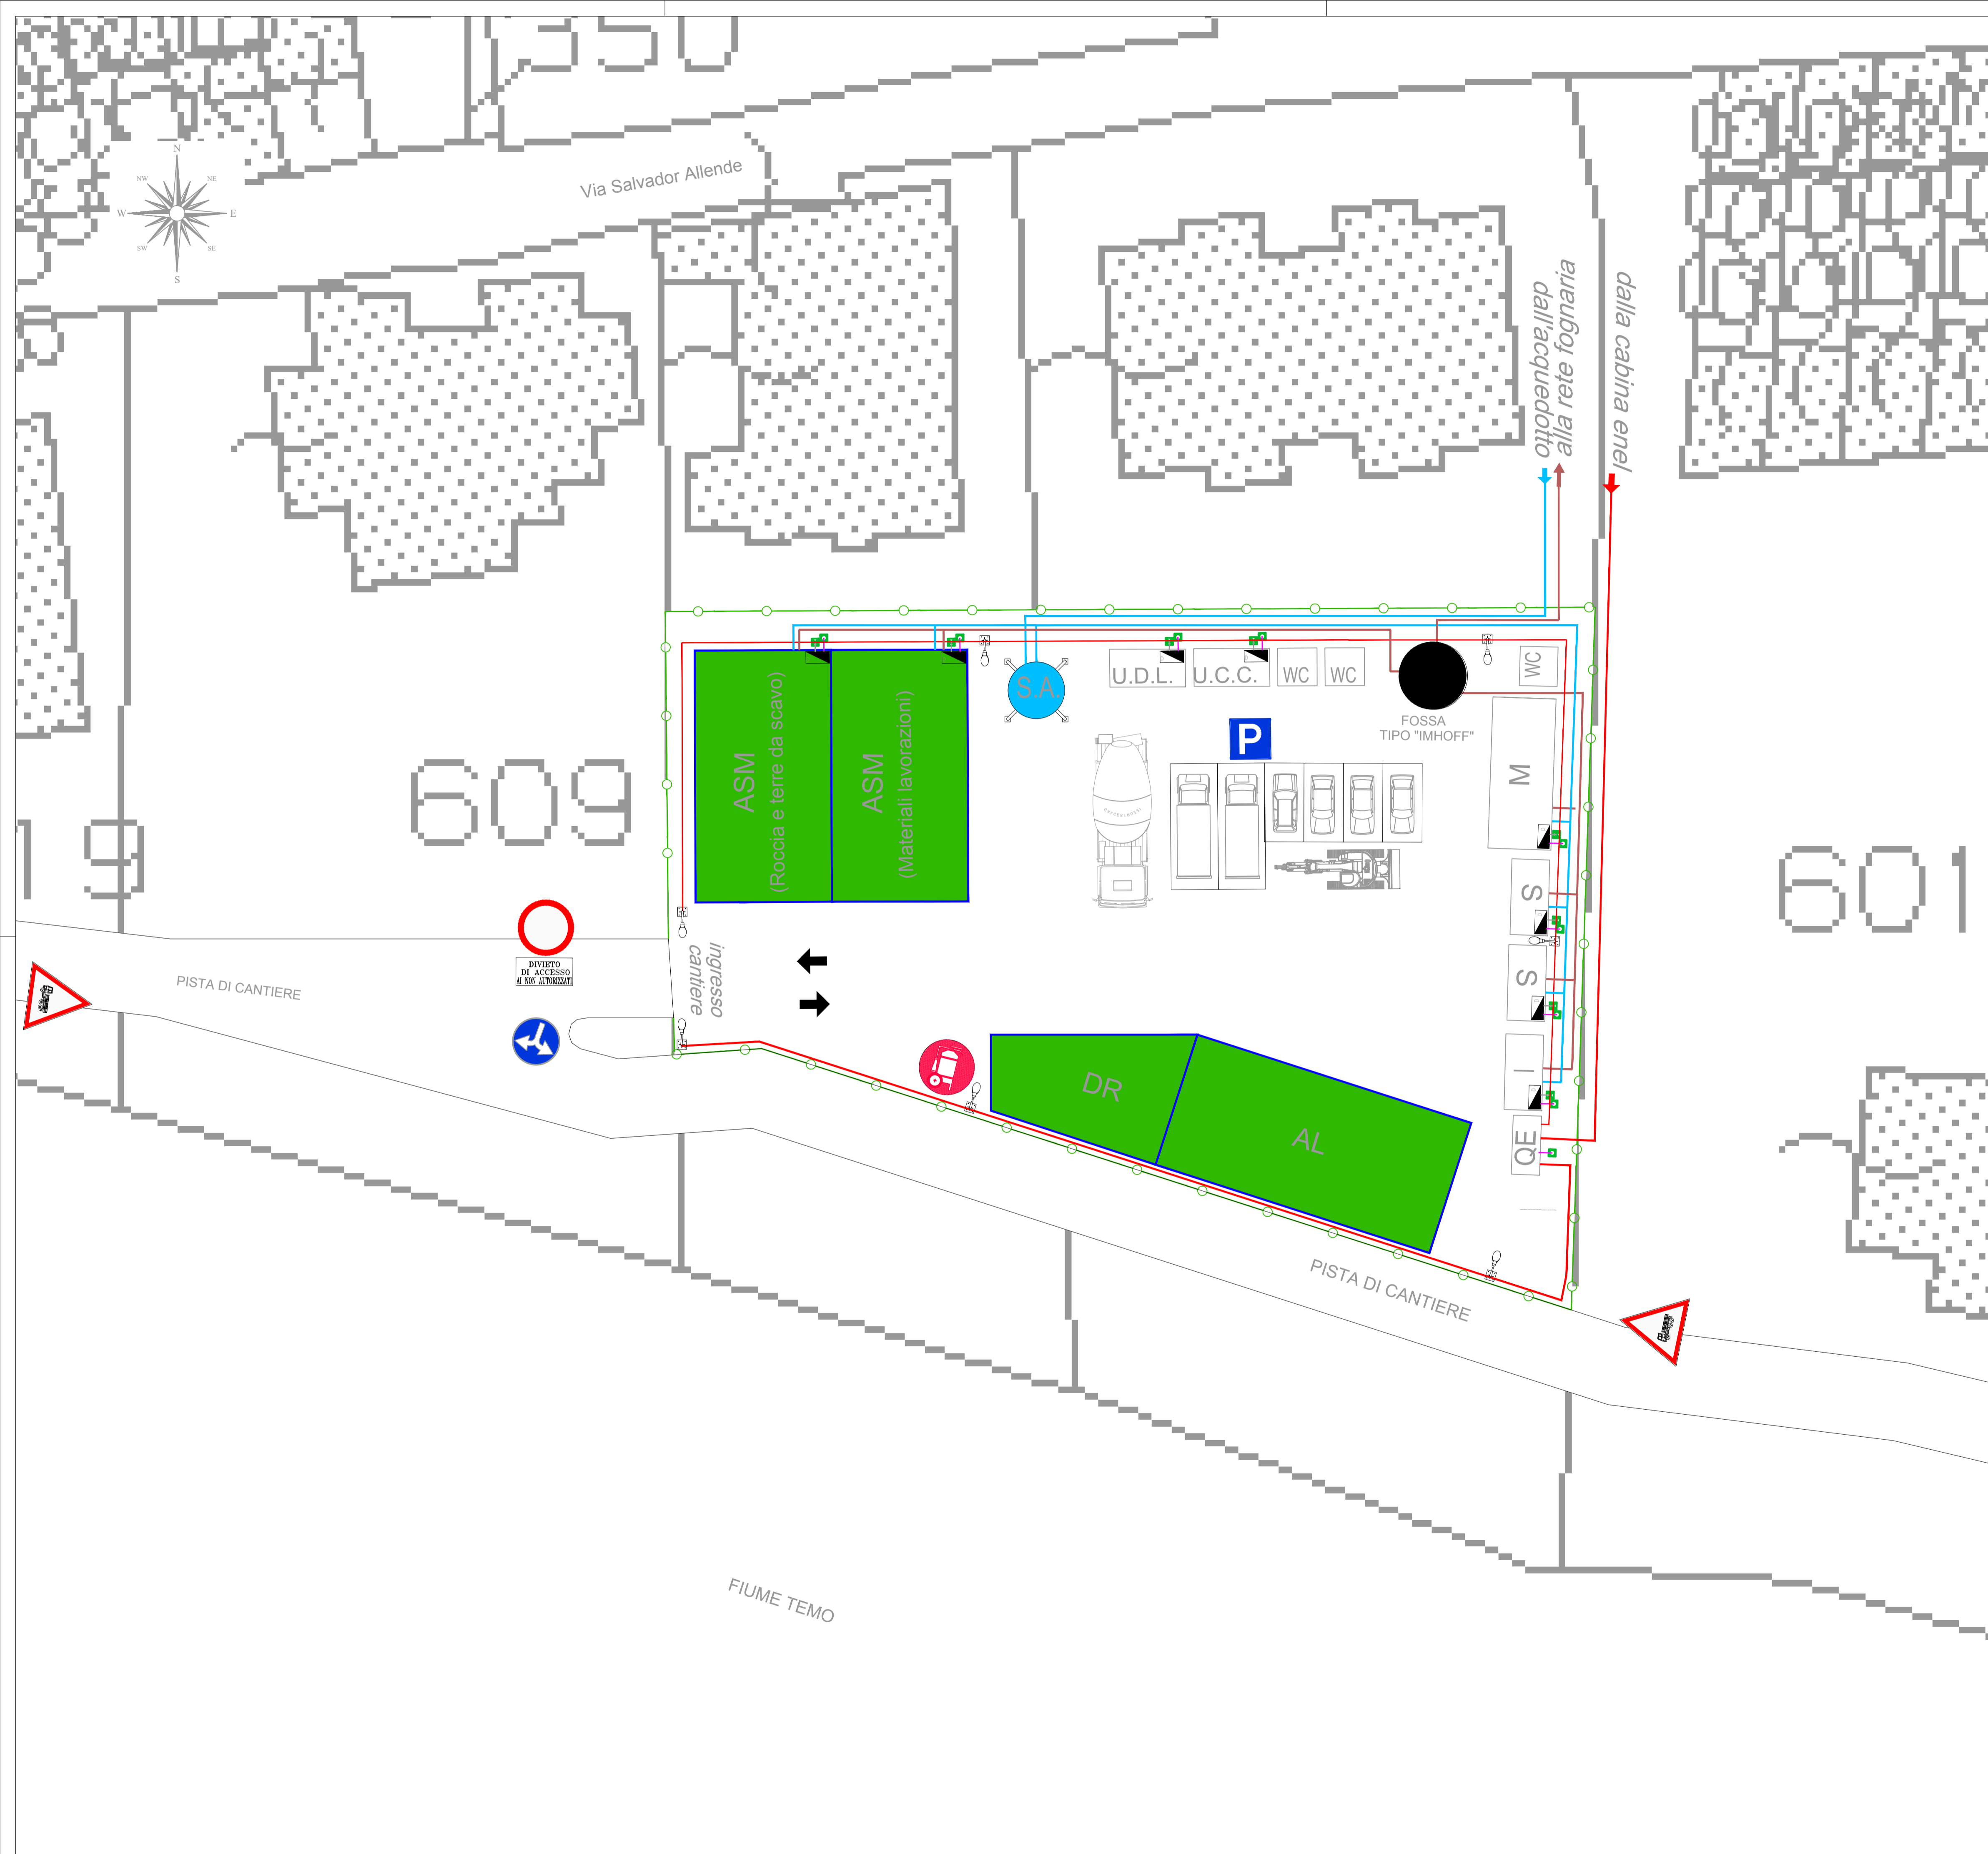 Via Salvador Allende
N
NW
NE
W
E
SW
SE
S
dall'acquedotto
alla rete fognaria
dalla cabina enel
U.D.L.
U.C.C.
WC
WC
WC
S.A.
FOSSA
TIPO "IMHOFF"
P
ASM
(Roccia e terre da scavo)
ASM
(Materiali lavorazioni)
M
609
19
601
S
S
I
QE
DIVIETO
DI ACCESSO
AI NON AUTORIZZATI
ingresso
cantiere
PISTA DI CANTIERE
DR
AL
PISTA DI CANTIERE
FIUME TEMO